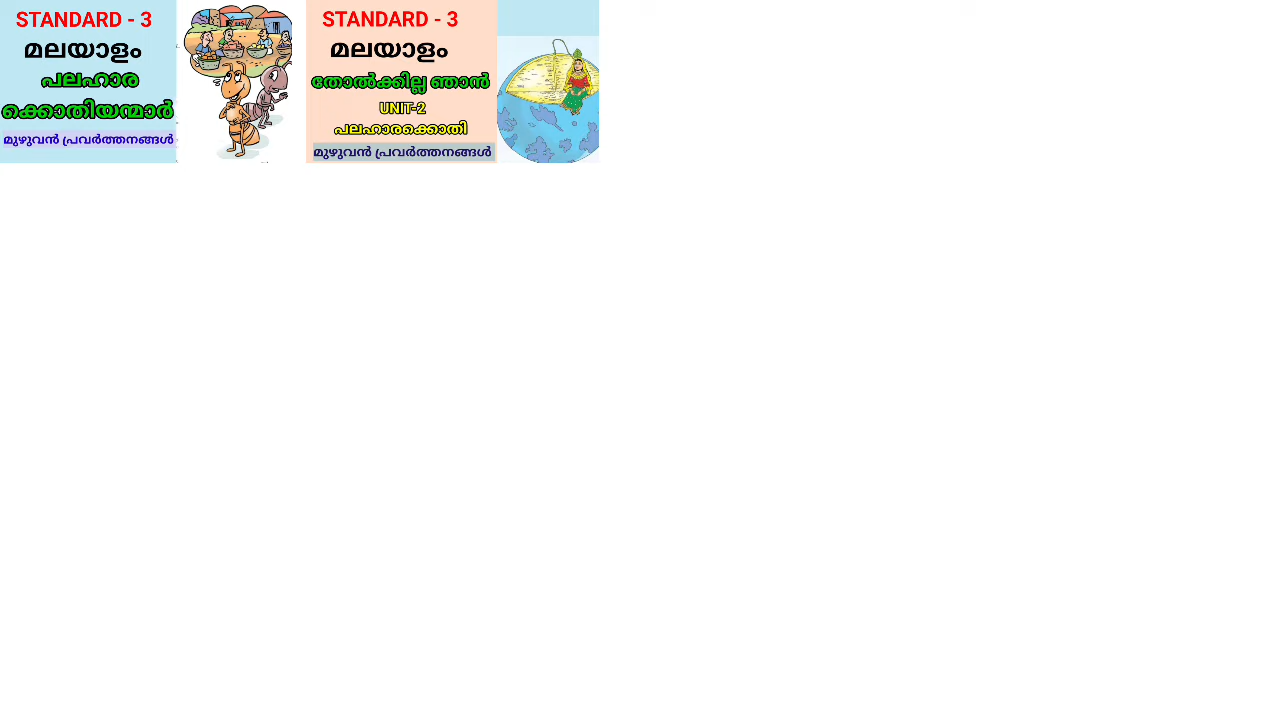 STANDARD - 3
മലയാളം
പലഹാര
ക്കൊതിയന്മാർ
മുഴുവൻ പ്രവർത്തനങ്ങൾ
STANDARD - 3
മലയാളം
തോൽക്കില്ല ഞാൻ
UNIT-2
പലഹാരക്കൊതി
മുഴുവൻ പ്രവർത്തനങ്ങൾ